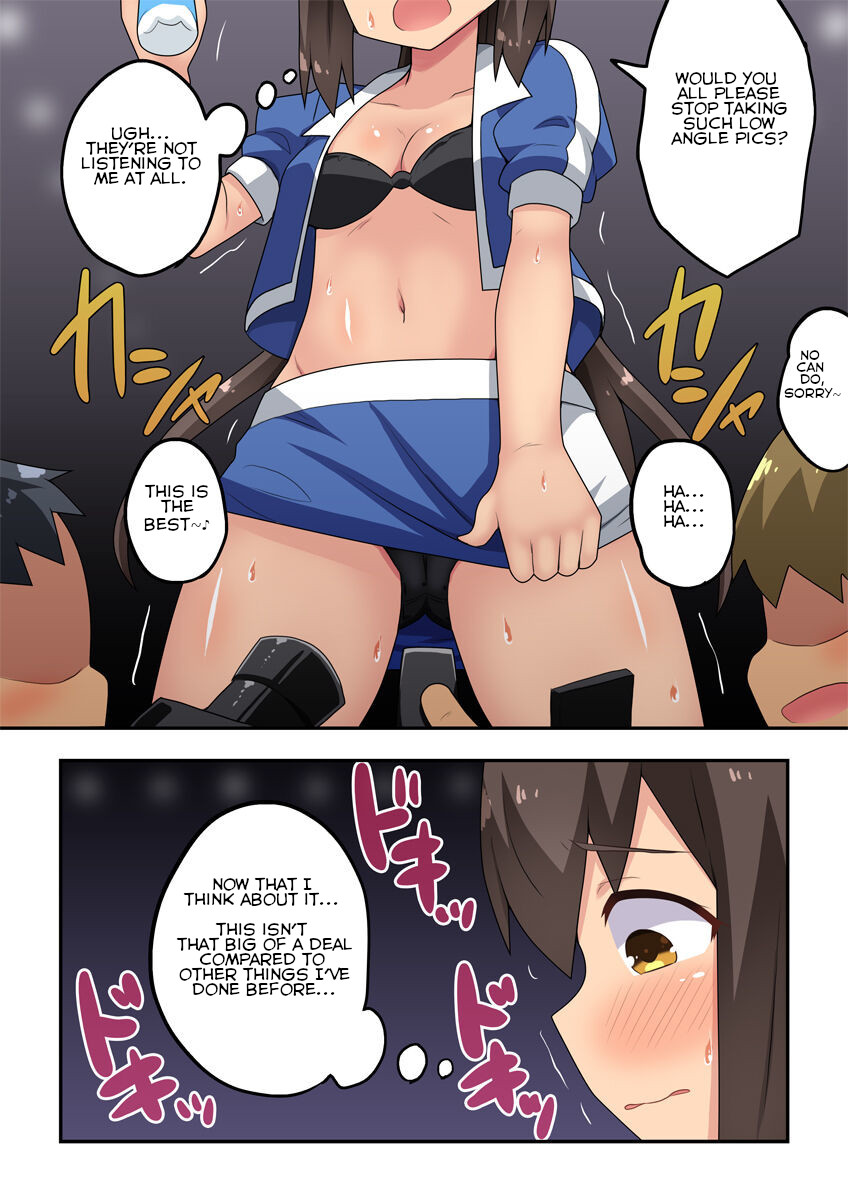 WOULD YOU
ALL PLEASE
STOP TAKING
SUCH LOW
ANGLE PICS?
UGH...
THEY'RE NOT
LISTENING TO
ME AT ALL.
カシャ
カシャ
NO
CAN
DO,
SORRY~
THIS IS
THE
BEST~♪
HA...
HA...
HA...
ドキッ
NOW THAT I
THINK ABOUT IT...
THIS ISN'T
THAT BIG OF A DEAL
COMPARED TO
OTHER THINGS I'VE
DONE BEFORE...
ドキッ
ドキッ